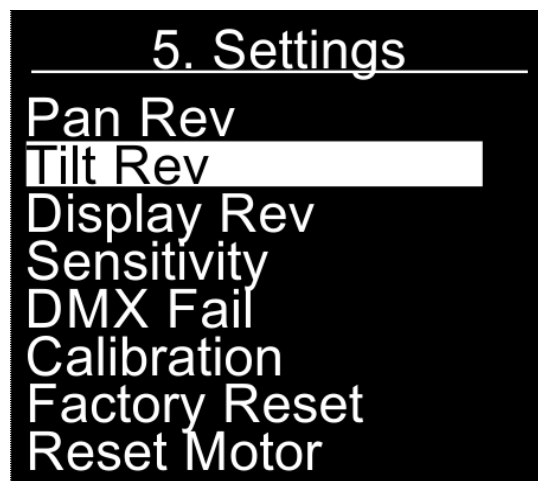 5. Settings
Pan Rev
Tilt Rev
Display Rev
Sensitivity
DMX Fail
Calibration
Factory Reset
Reset Motor